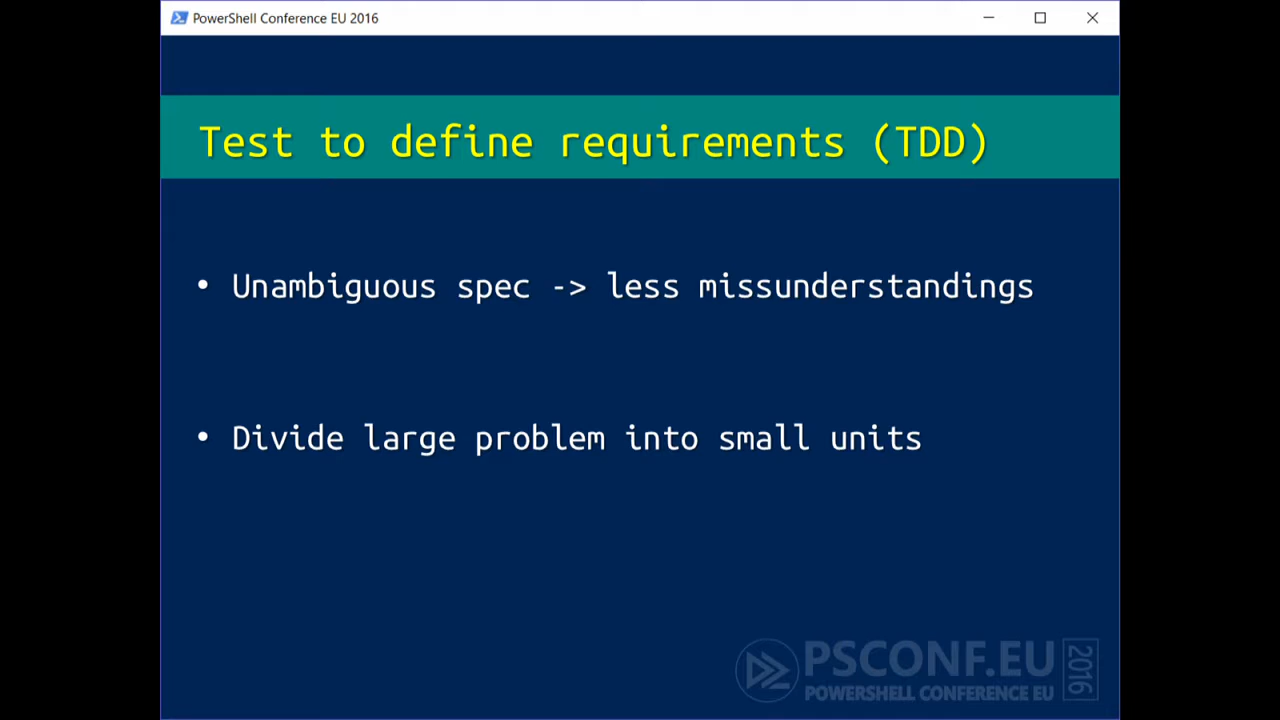 PowerShell Conference EU 2016
Test to define requirements (TDD)
• Unambiguous spec -> less missunderstandings
• Divide large problem into small units
PSCONF.EU
POWERSHELL CONFERENCE EU
2016